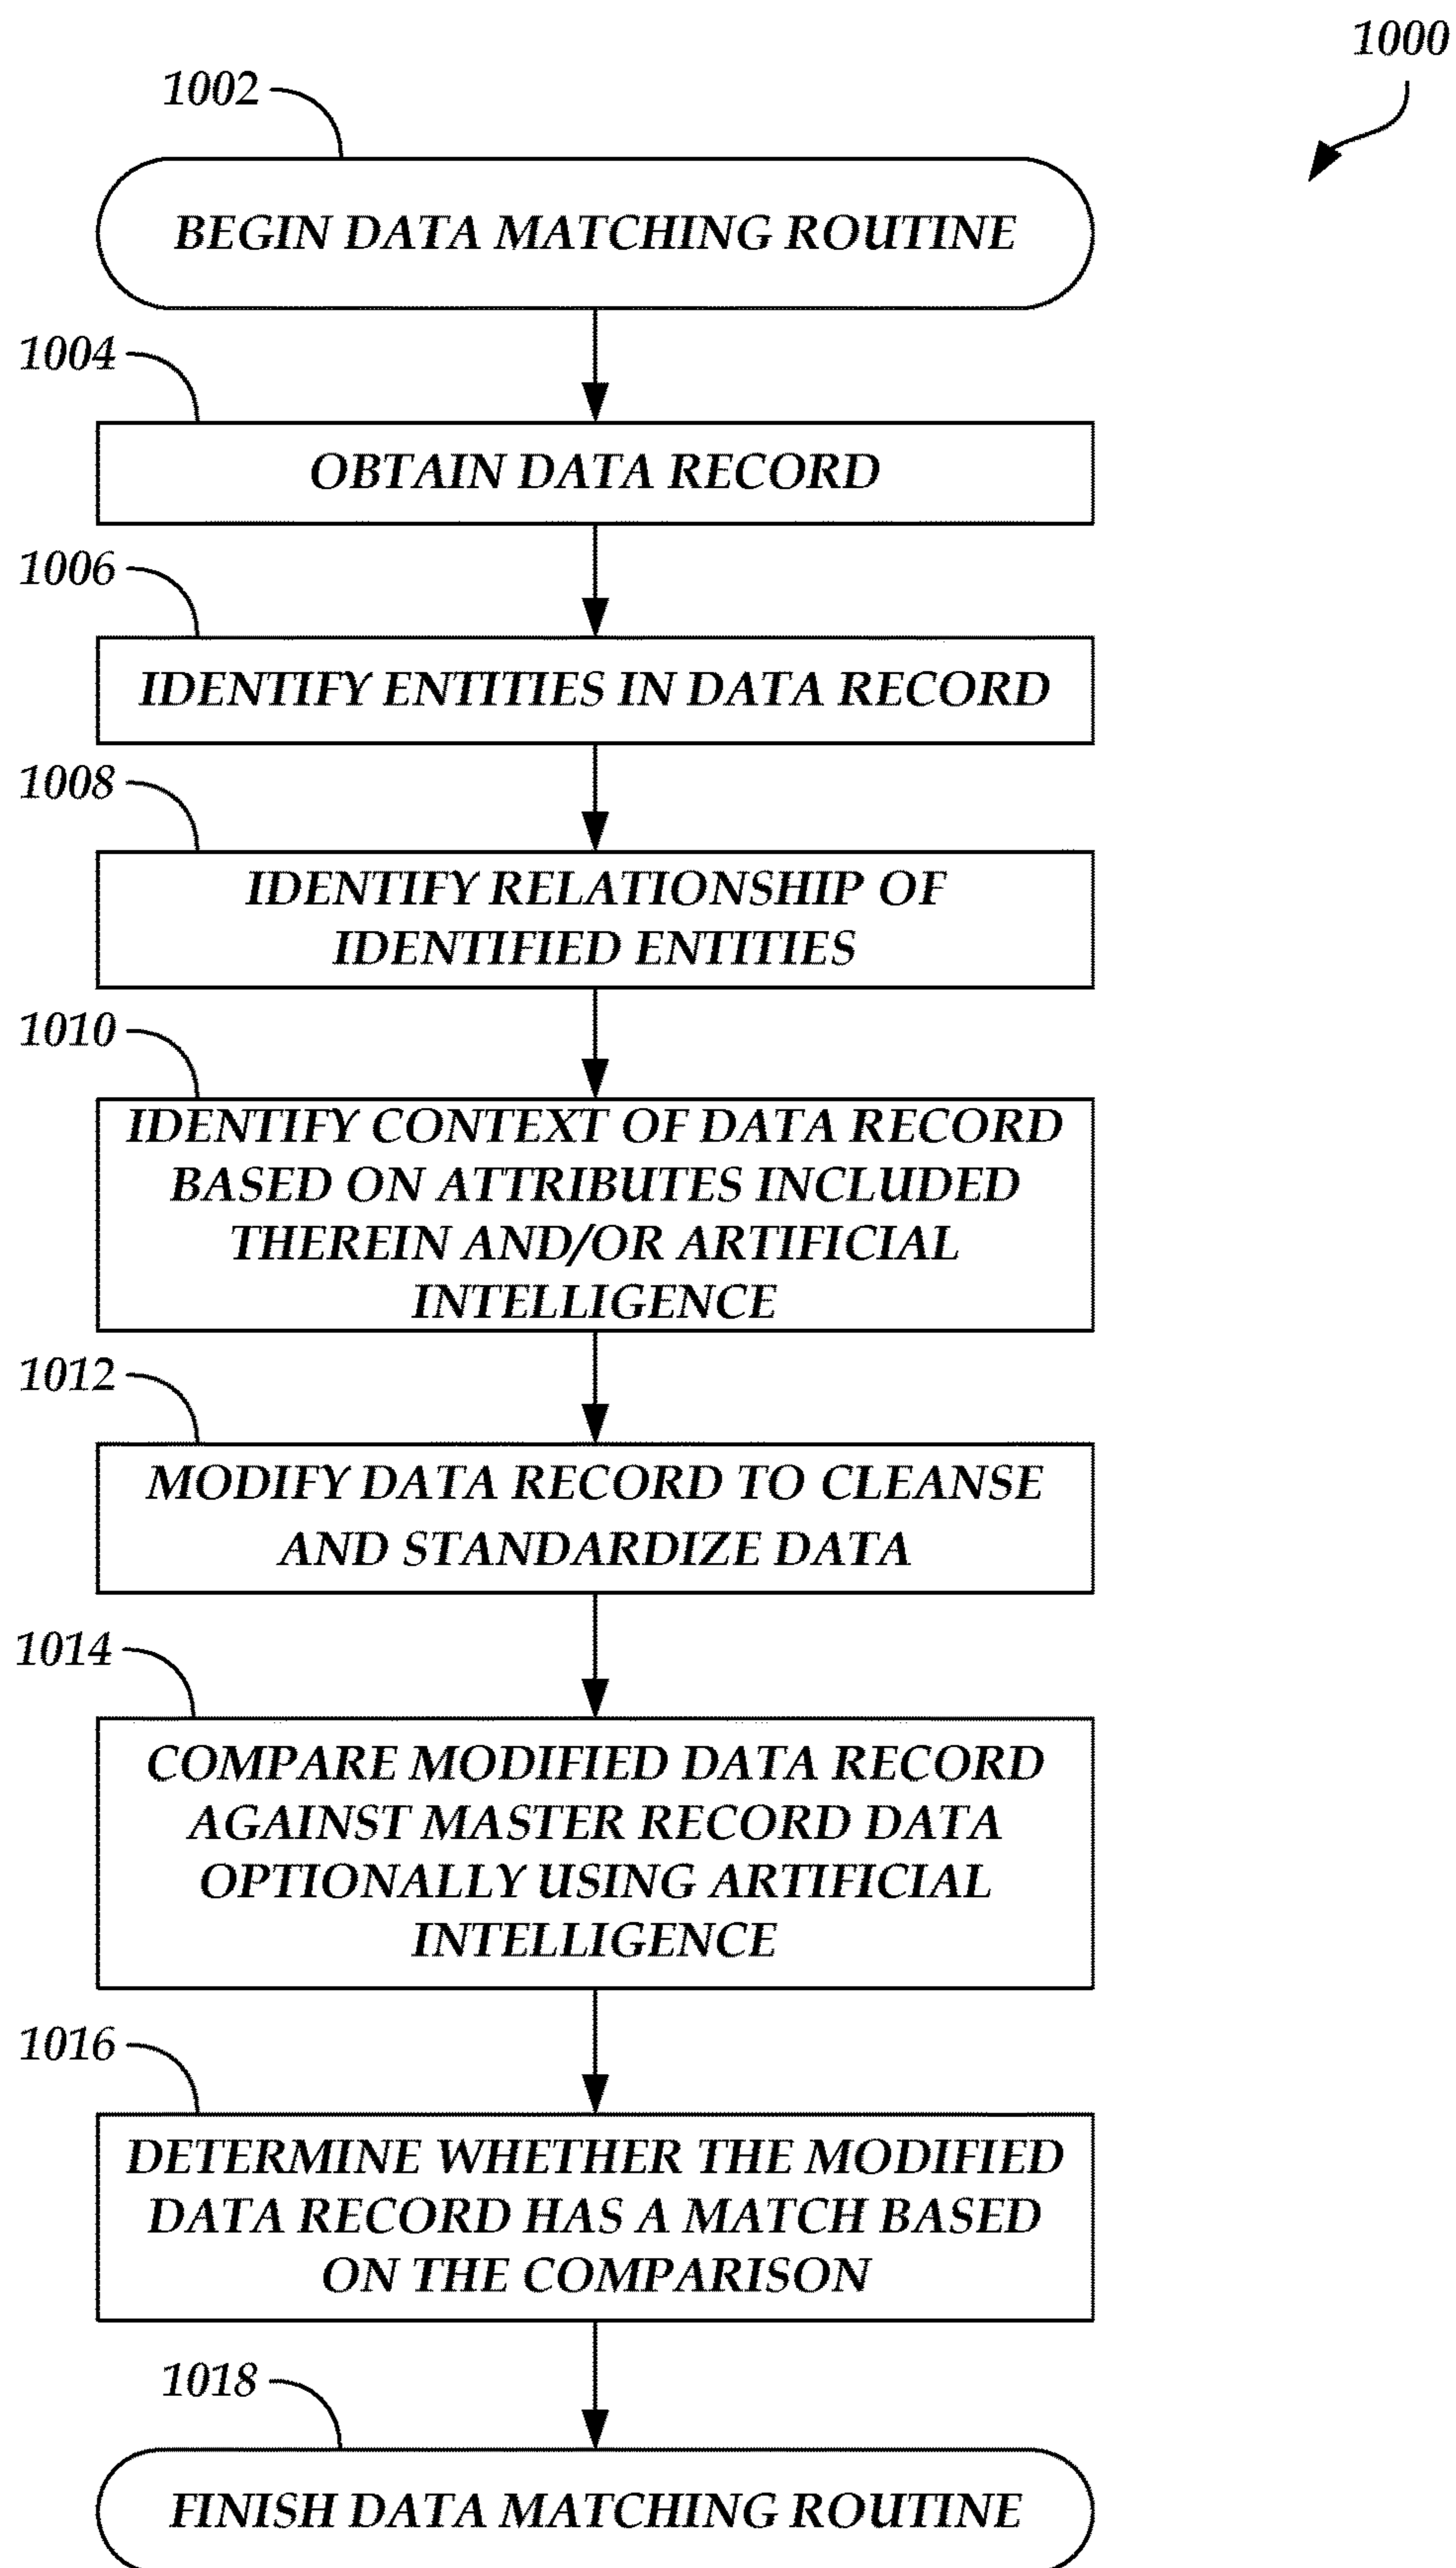 1000
1002
BEGIN DATA MATCHING ROUTINE
1004
OBTAIN DATA RECORD
1006
IDENTIFY ENTITIES IN DATA RECORD
1008
IDENTIFY RELATIONSHIP OF
IDENTIFIED ENTITIES
1010
IDENTIFY CONTEXT OF DATA RECORD
BASED ON ATTRIBUTES INCLUDED
THEREIN AND/OR ARTIFICIAL
INTELLIGENCE
1012
MODIFY DATA RECORD TO CLEANSE
AND STANDARDIZE DATA
1014
COMPARE MODIFIED DATA RECORD
AGAINST MASTER RECORD DATA
OPTIONALLY USING ARTIFICIAL
INTELLIGENCE
1016
DETERMINE WHETHER THE MODIFIED
DATA RECORD HAS A MATCH BASED
ON THE COMPARISON
1018
FINISH DATA MATCHING ROUTINE